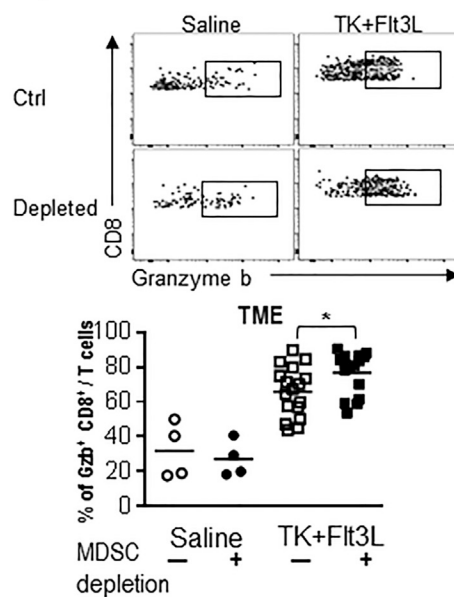 Saline TK+Flt3L
Ctrl
Depleted
CD8
Granzyme b
TME
*
% of Gzb⁺ CD8⁺/ T cells
100
80
60
40
20
0
Saline TK+Flt3L
MDSC depletion − + − +